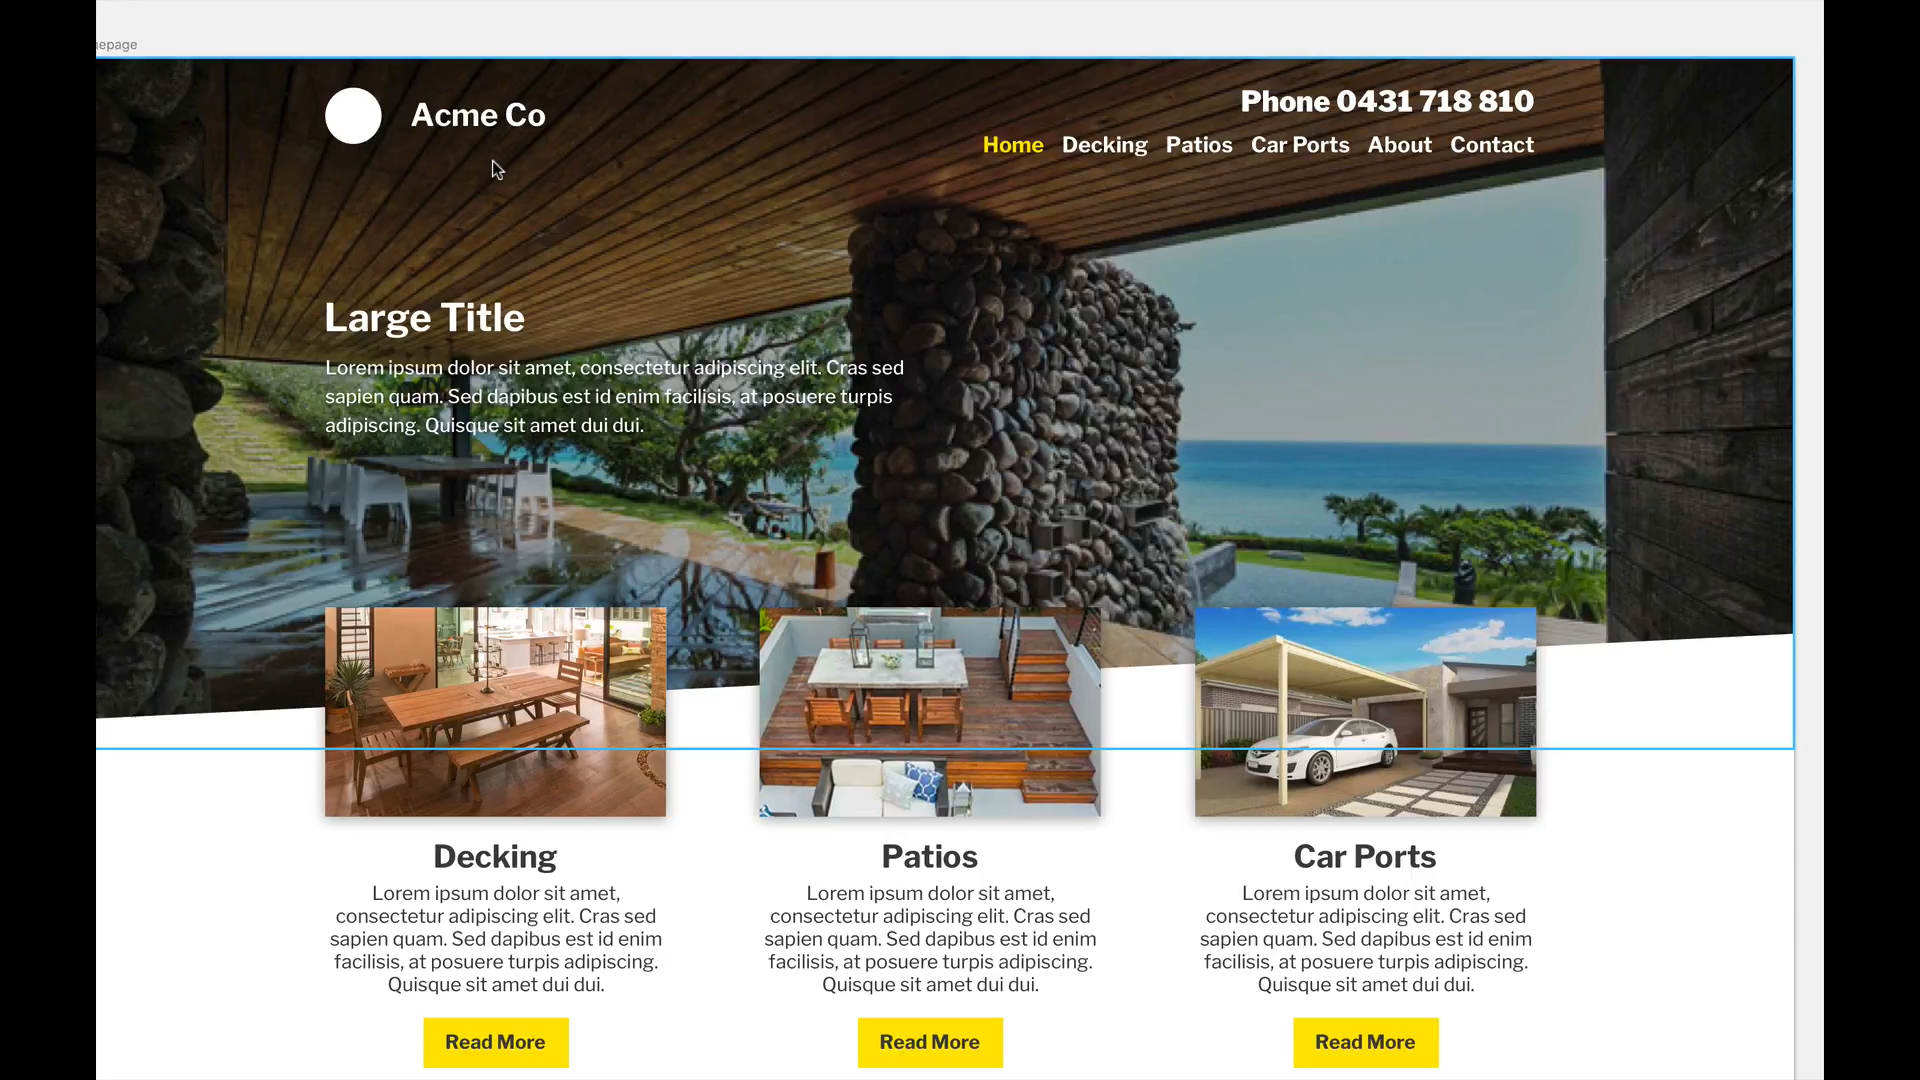 mepage
Acme Co
Phone 0431 718 810
Home Decking Patios Car Ports About Contact
Large Title
Lorem ipsum dolor sit amet, consectetur adipiscing elit. Cras sed
sapien quam. Sed dapibus est id enim facilisis, at posuere turpis
adipiscing. Quisque sit amet dui dui.
Decking
Lorem ipsum dolor sit amet,
consectetur adipiscing elit. Cras sed
sapien quam. Sed dapibus est id enim
facilisis, at posuere turpis adipiscing.
Quisque sit amet dui dui.
Read More
Patios
Lorem ipsum dolor sit amet,
consectetur adipiscing elit. Cras sed
sapien quam. Sed dapibus est id enim
facilisis, at posuere turpis adipiscing.
Quisque sit amet dui dui.
Read More
Car Ports
Lorem ipsum dolor sit amet,
consectetur adipiscing elit. Cras sed
sapien quam. Sed dapibus est id enim
facilisis, at posuere turpis adipiscing.
Quisque sit amet dui dui.
Read More